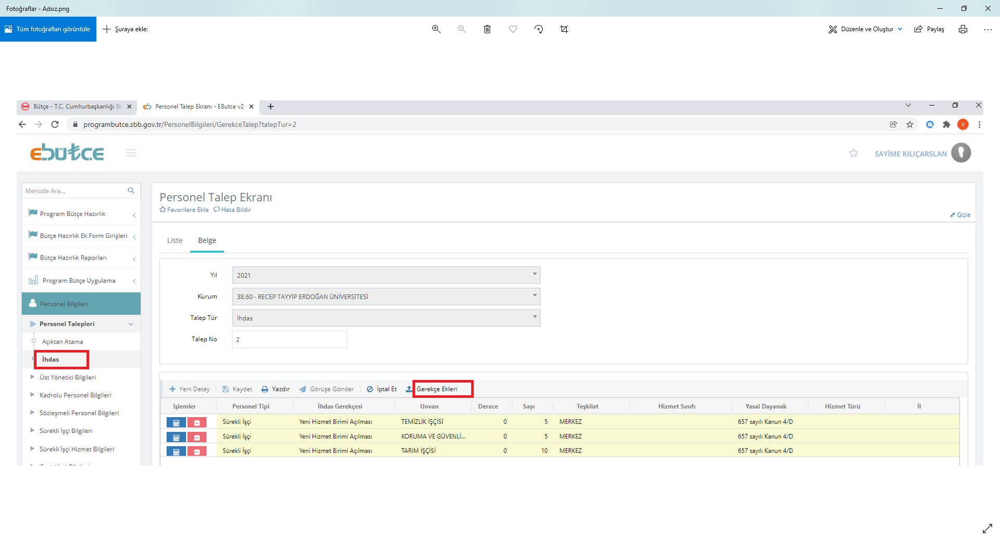 Fotoğraflar - Adsız.png
Tüm fotoğrafları görüntüle
Şuraya ekle:
Düzenle ve Oluştur
Paylaş
Bütçe - T.C. Cumhurbaşkanlığı St
Personel Talep Ekranı - EButce v2
programbutce.sbb.gov.tr/PersonelBilgileri/GerekceTalep?talepTur=2
S
ebütçe
SAYİME KILIÇARSLAN
Menüde Ara...
Program Bütçe Hazırlık
Bütçe Hazırlık Ek Form Girişleri
Bütçe Hazırlık Raporları
Program Bütçe Uygulama
Personel Bilgileri
Personel Talepleri
Açıktan Atama
İhdas
Üst Yönetici Bilgileri
Kadrolu Personel Bilgileri
Sözleşmeli Personel Bilgileri
Sürekli İşçi Bilgileri
Sürekli İşçi Hizmet Bilgileri
Personel Talep Ekranı
Favorilere Ekle Hata Bildir
Gizle
Liste Belge
Yıl 2021
Kurum 38.60 - RECEP TAYYİP ERDOĞAN ÜNİVERSİTESİ
Talep Tür İhdas
Talep No 2
Yeni Detay Kaydet Yazdır Görüşe Gönder İptal Et Gerekçe Ekleri
İşlemler Personel Tipi İhdas Gerekçesi Unvan Derece Sayı Teşkilat Hizmet Sınıfı Yasal Dayanak Hizmet Türü İl
Sürekli İşçi Yeni Hizmet Birimi Açılması TEMİZLİK İŞÇİSİ 0 5 MERKEZ 657 sayılı Kanun 4/D
Sürekli İşçi Yeni Hizmet Birimi Açılması KORUMA VE GÜVENLİ... 0 5 MERKEZ 657 sayılı Kanun 4/D
Sürekli İşçi Yeni Hizmet Birimi Açılması TARIM İŞÇİSİ 0 10 MERKEZ 657 sayılı Kanun 4/D